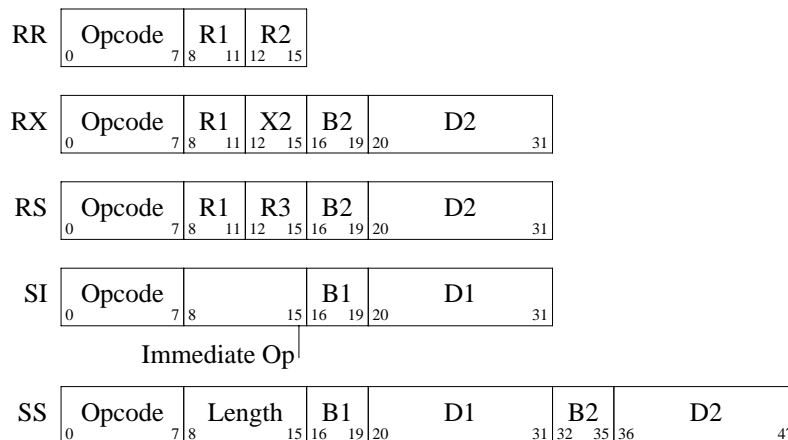 RR Opcode R1 R2
0 7 8 11 12 15
RX Opcode R1 X2 B2 D2
0 7 8 11 12 15 16 19 20 31
RS Opcode R1 R3 B2 D2
0 7 8 11 12 15 16 19 20 31
SI Opcode B1 D1
0 7 8 15 16 19 20 31
Immediate Op
SS Opcode Length B1 D1 B2 D2
0 7 8 15 16 19 20 31 32 35 36 47